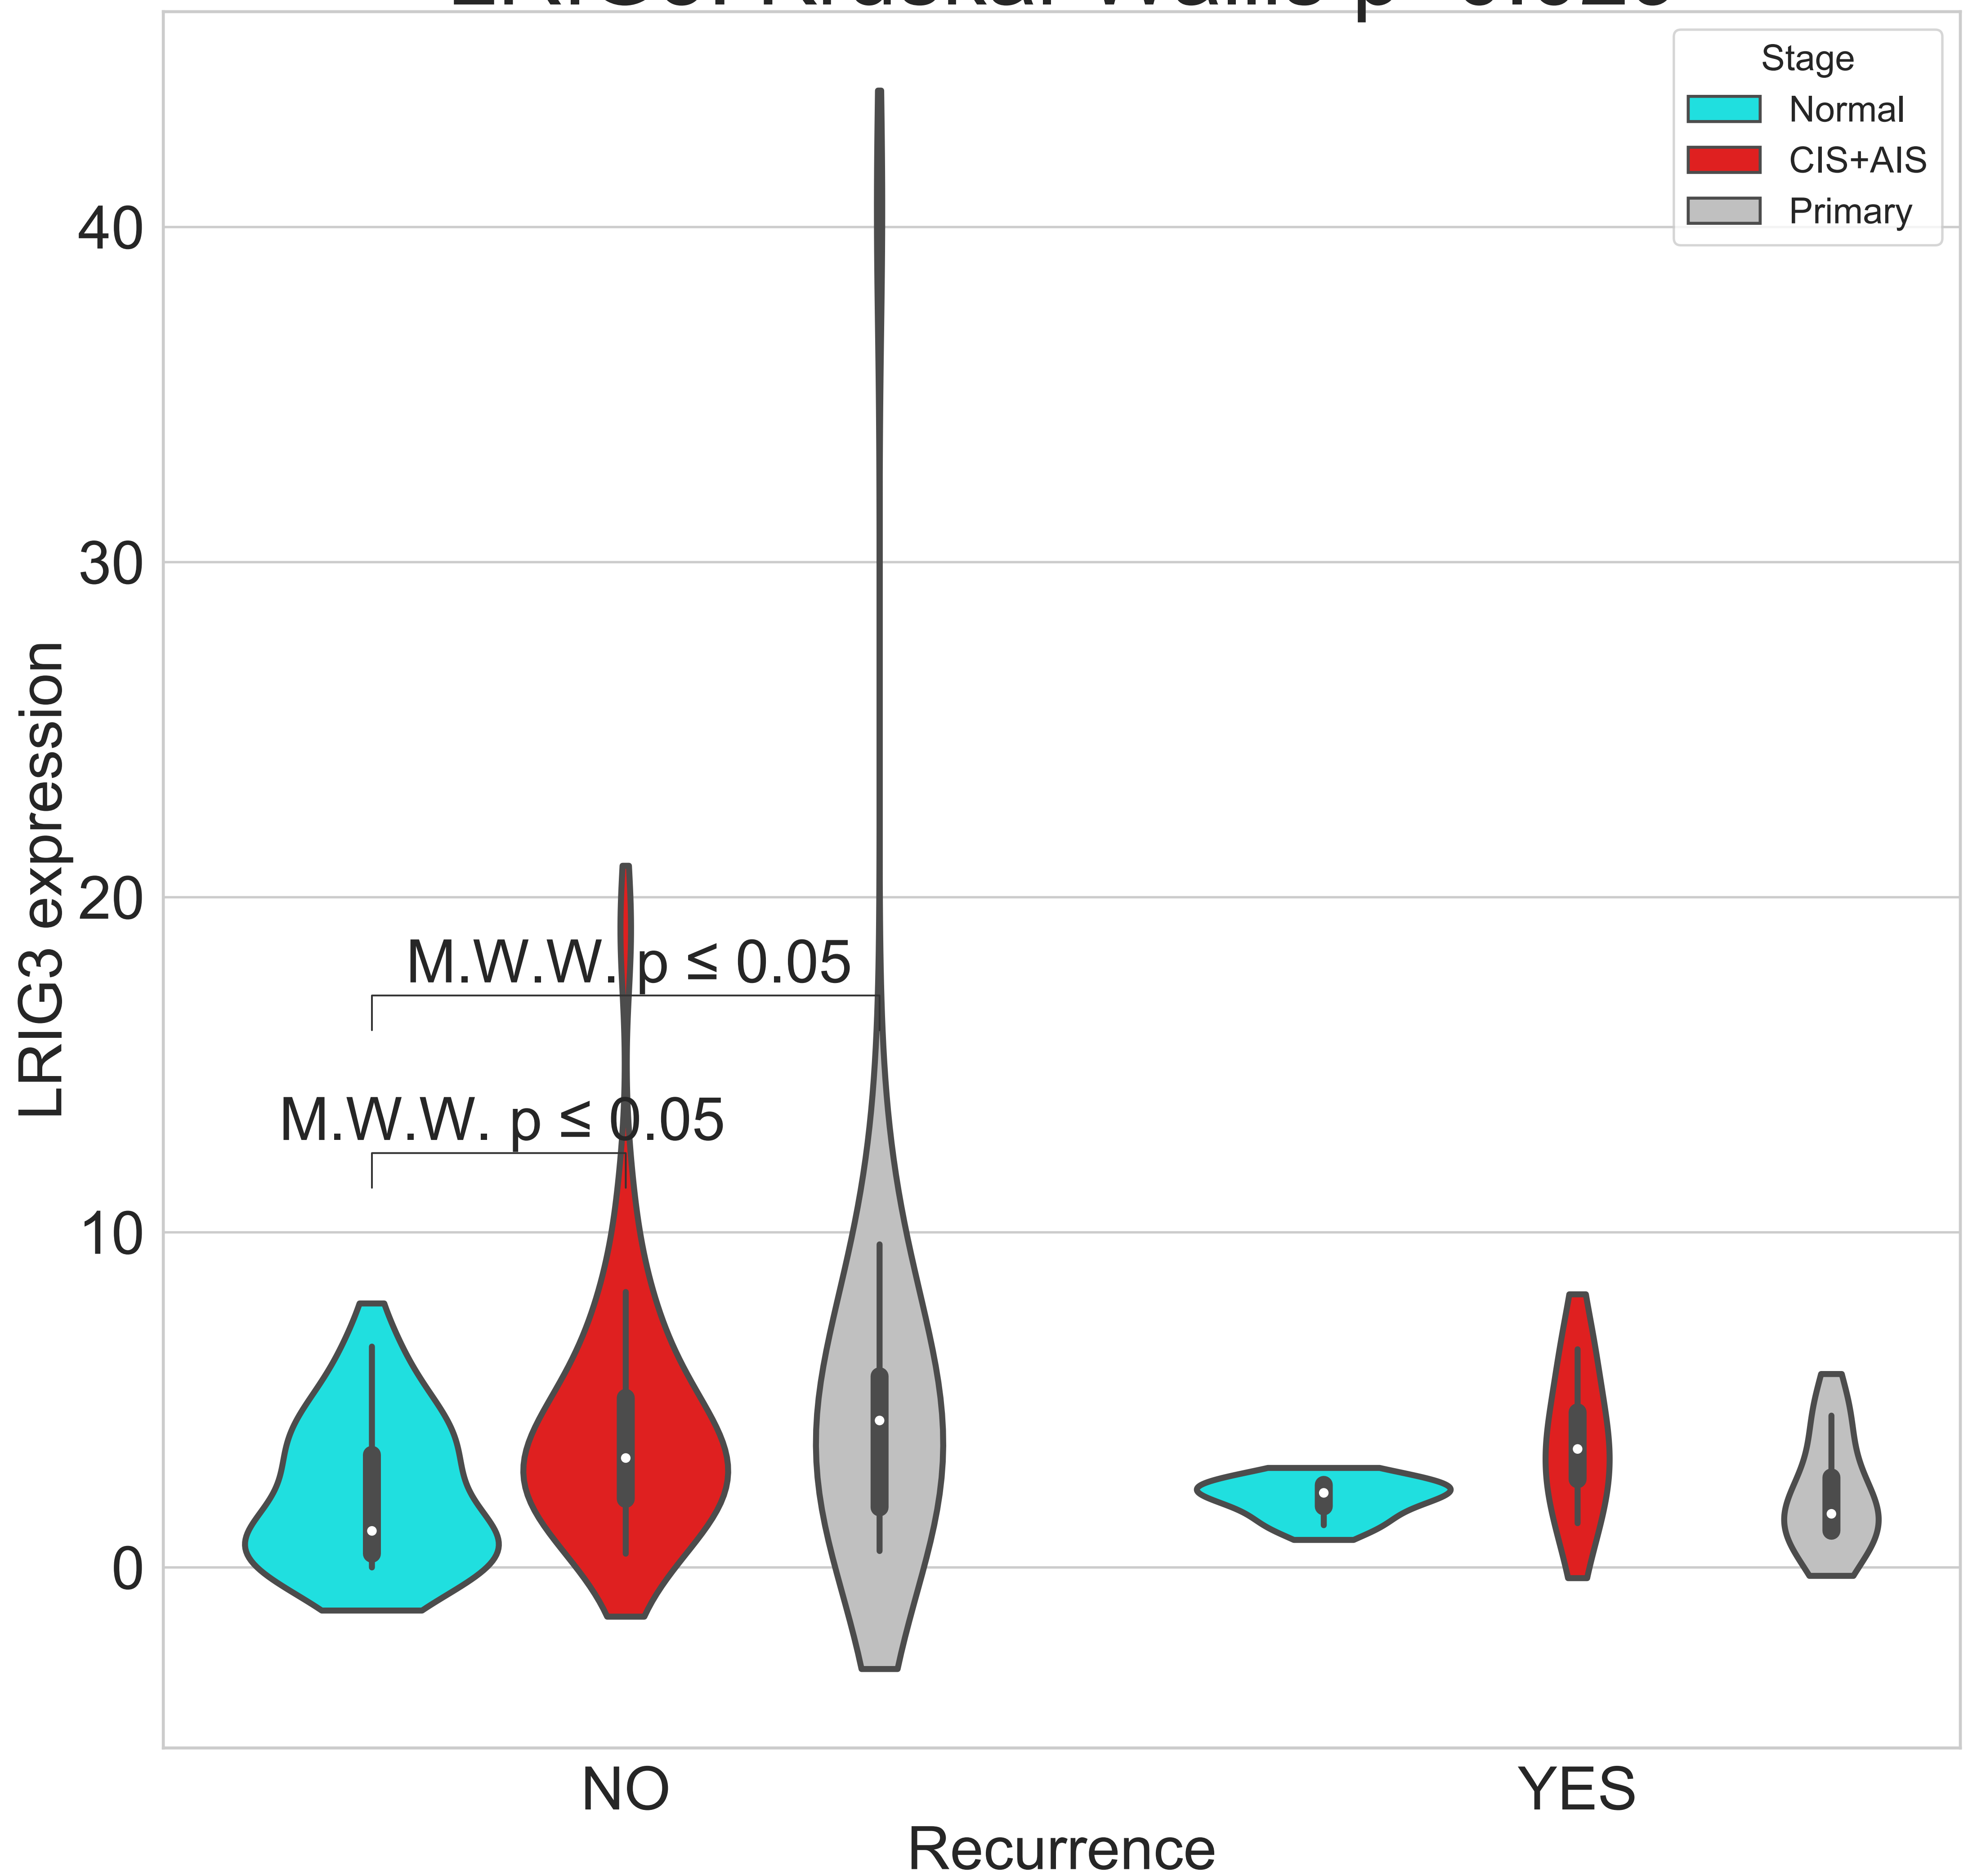 Stage
Normal
CIS+AIS
Primary
40
30
20
10
0
LRIG3 expression
M.W.W. p ≤ 0.05
M.W.W. p ≤ 0.05
NO
YES
Recurrence